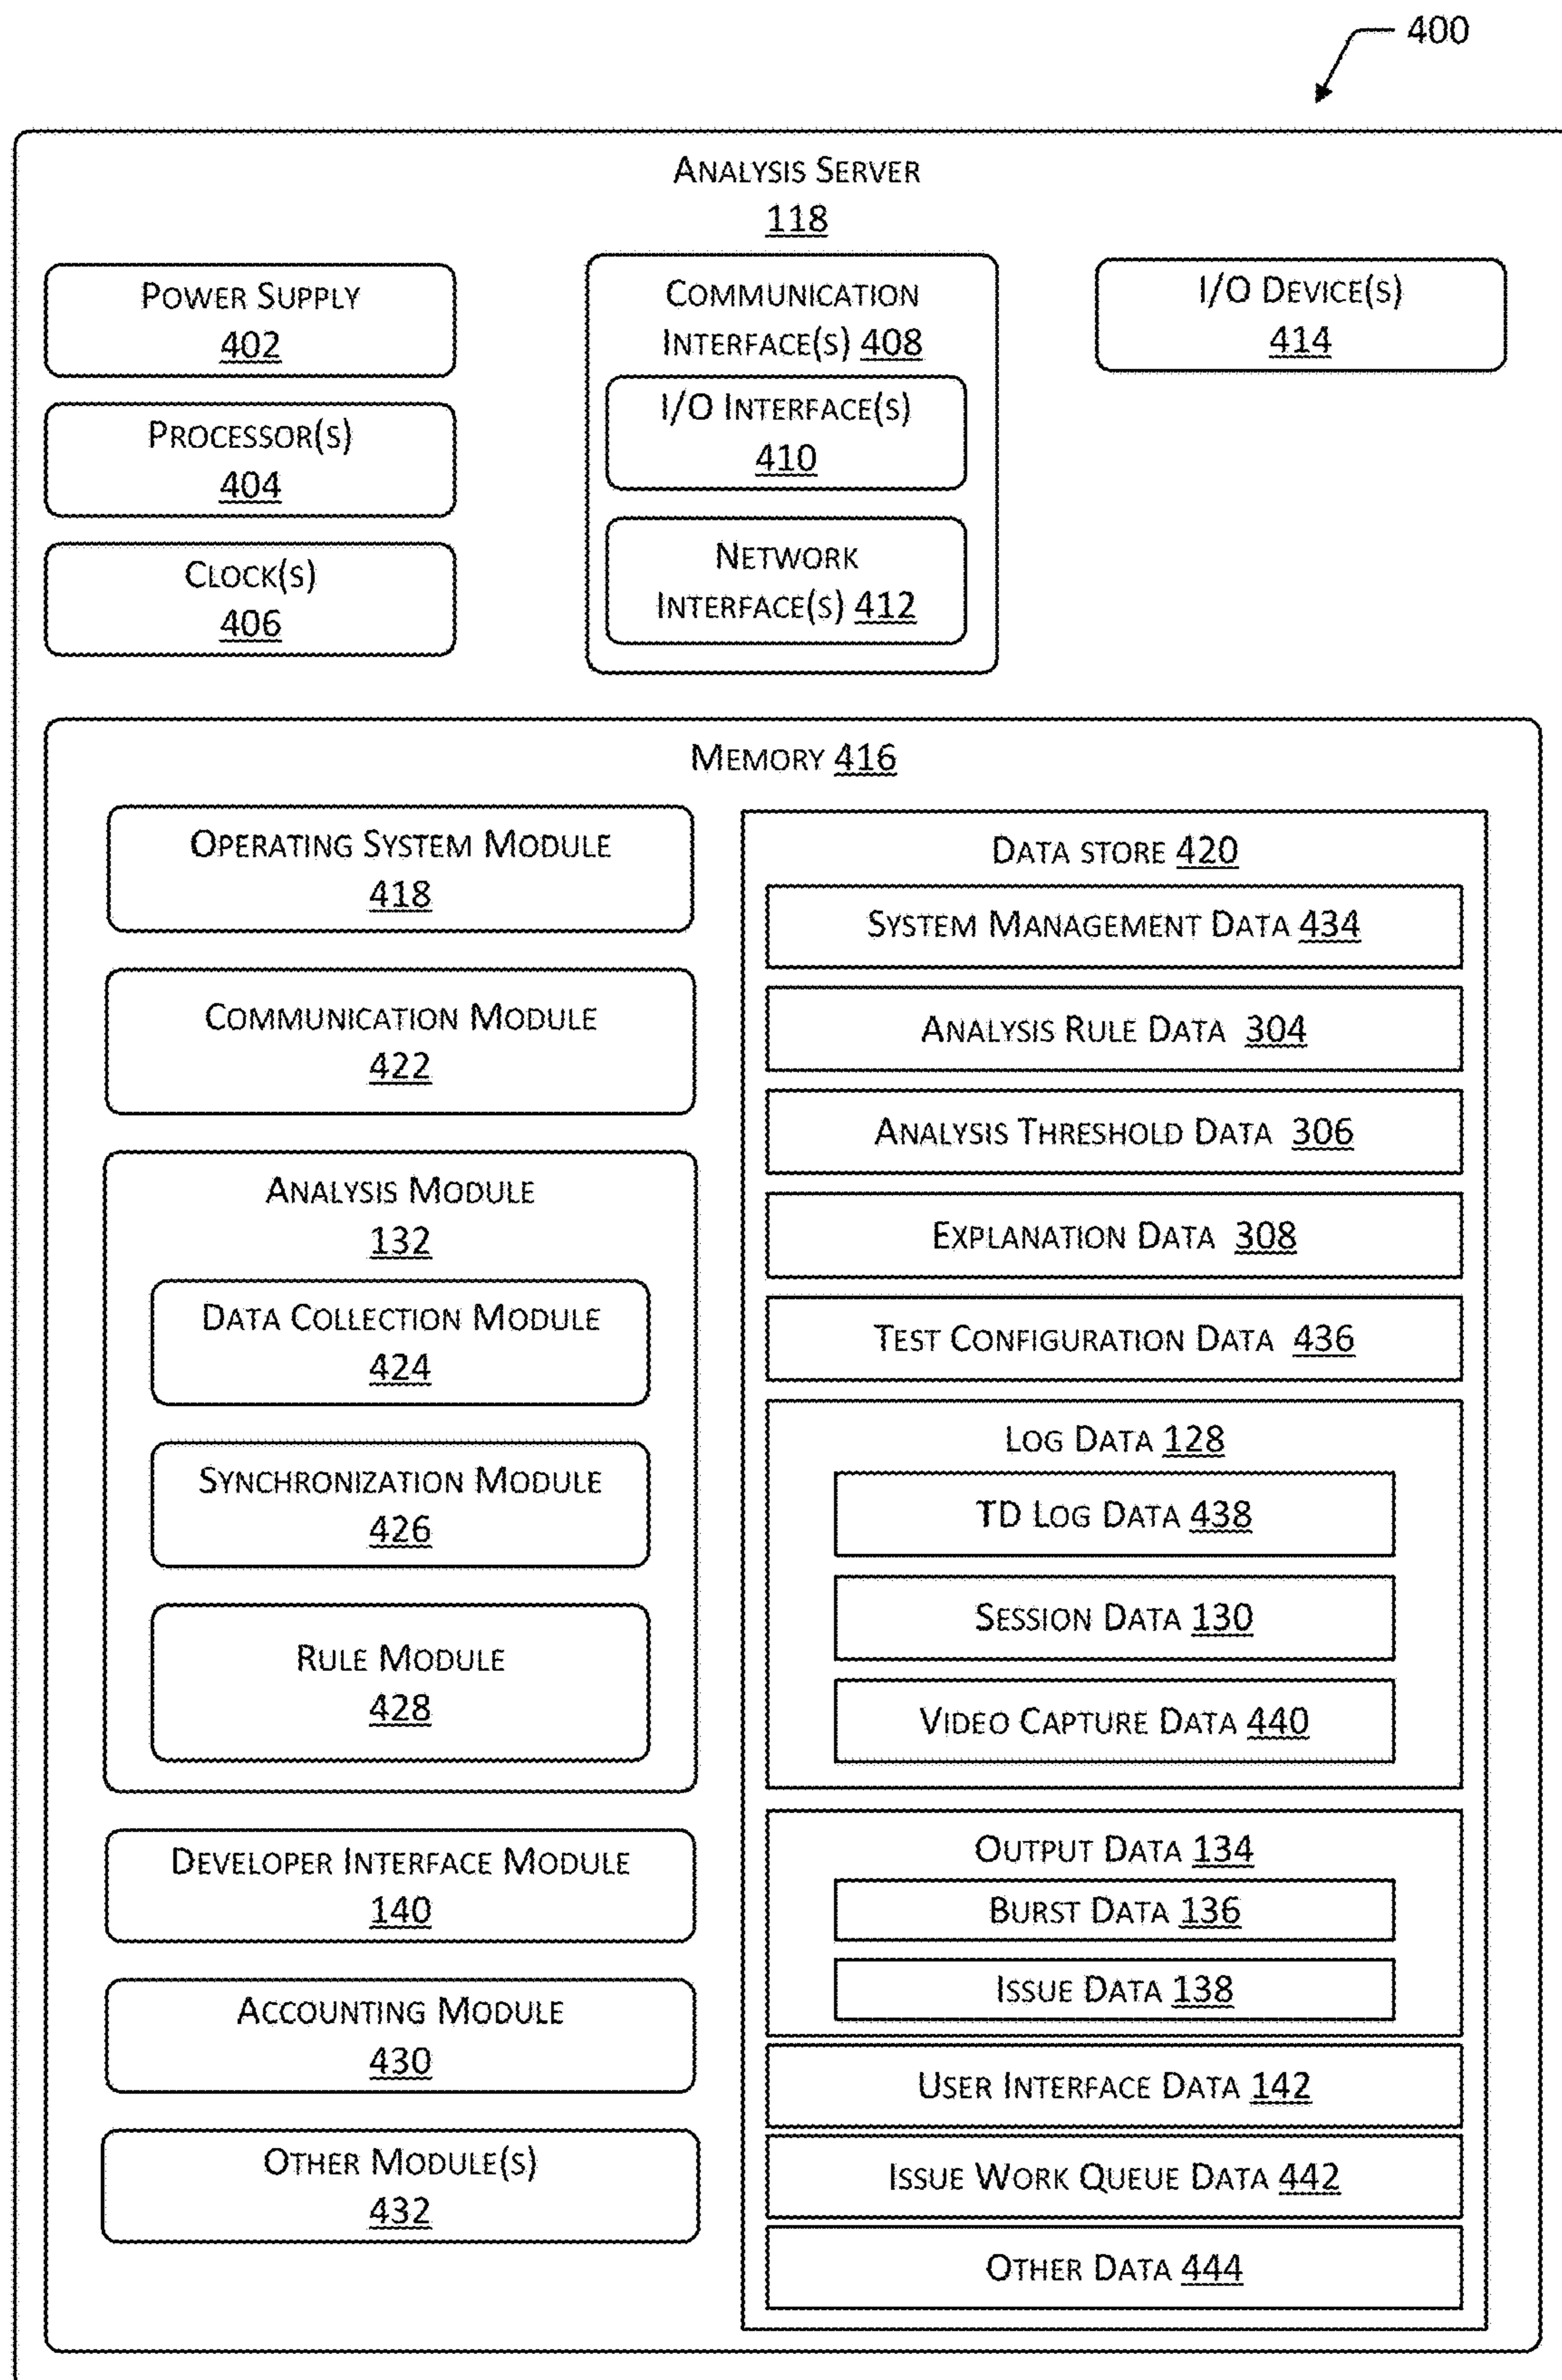 400
Analysis Server
118
Power Supply
402
Processor(s)
404
Clock(s)
406
Communication
Interface(s) 408
I/O Interface(s)
410
Network
Interface(s) 412
I/O Device(s)
414
Memory 416
Operating System Module
418
Communication Module
422
Analysis Module
132
Data Collection Module
424
Synchronization Module
426
Rule Module
428
Developer Interface Module
140
Accounting Module
430
Other Module(s)
432
Data store 420
System Management Data 434
Analysis Rule Data 304
Analysis Threshold Data 306
Explanation Data 308
Test Configuration Data 436
Log Data 128
TD Log Data 438
Session Data 130
Video Capture Data 440
Output Data 134
Burst Data 136
Issue Data 138
User Interface Data 142
Issue Work Queue Data 442
Other Data 444